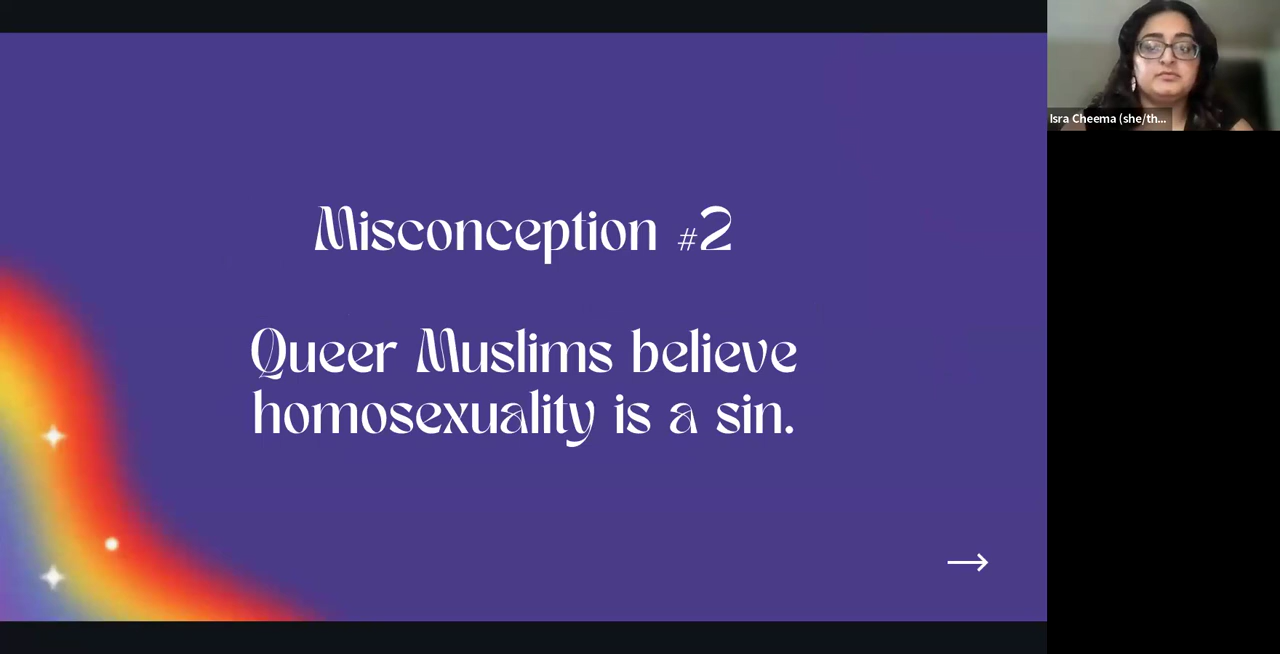 Misconception #2
Queer Muslims believe
homosexuality is a sin.
Isra Cheema (she/th...